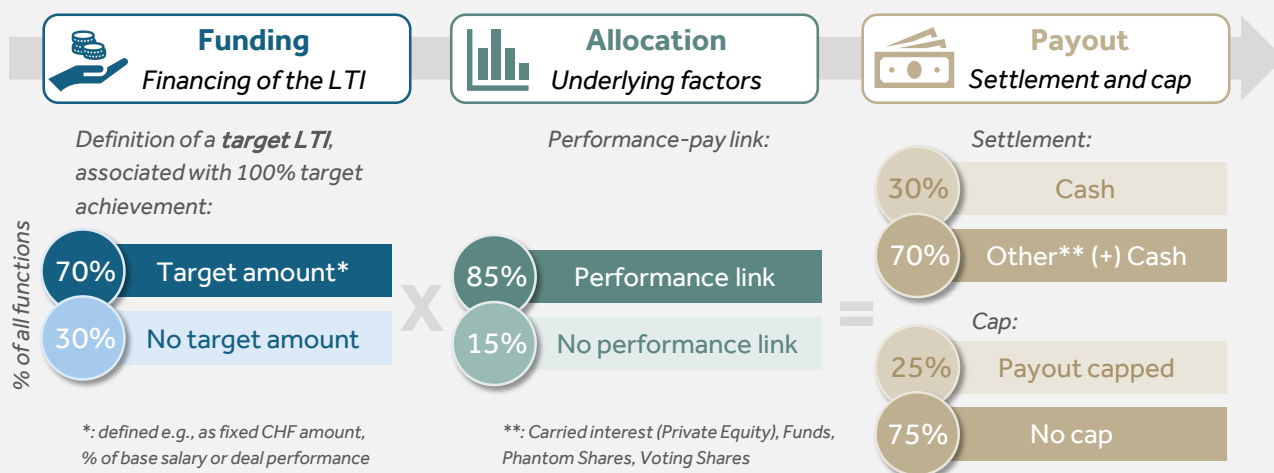 Funding
Financing of the LTI
Allocation
Underlying factors
Payout
Settlement and cap
% of all functions
Definition of a target LTI,
associated with 100% target
achievement:
70% Target amount*
30% No target amount
*: defined e.g., as fixed CHF amount,
% of base salary or deal performance
X
Performance-pay link:
85% Performance link
15% No performance link
**: Carried interest (Private Equity), Funds,
Phantom Shares, Voting Shares
=
Settlement:
30% Cash
70% Other** (+) Cash
Cap:
25% Payout capped
75% No cap